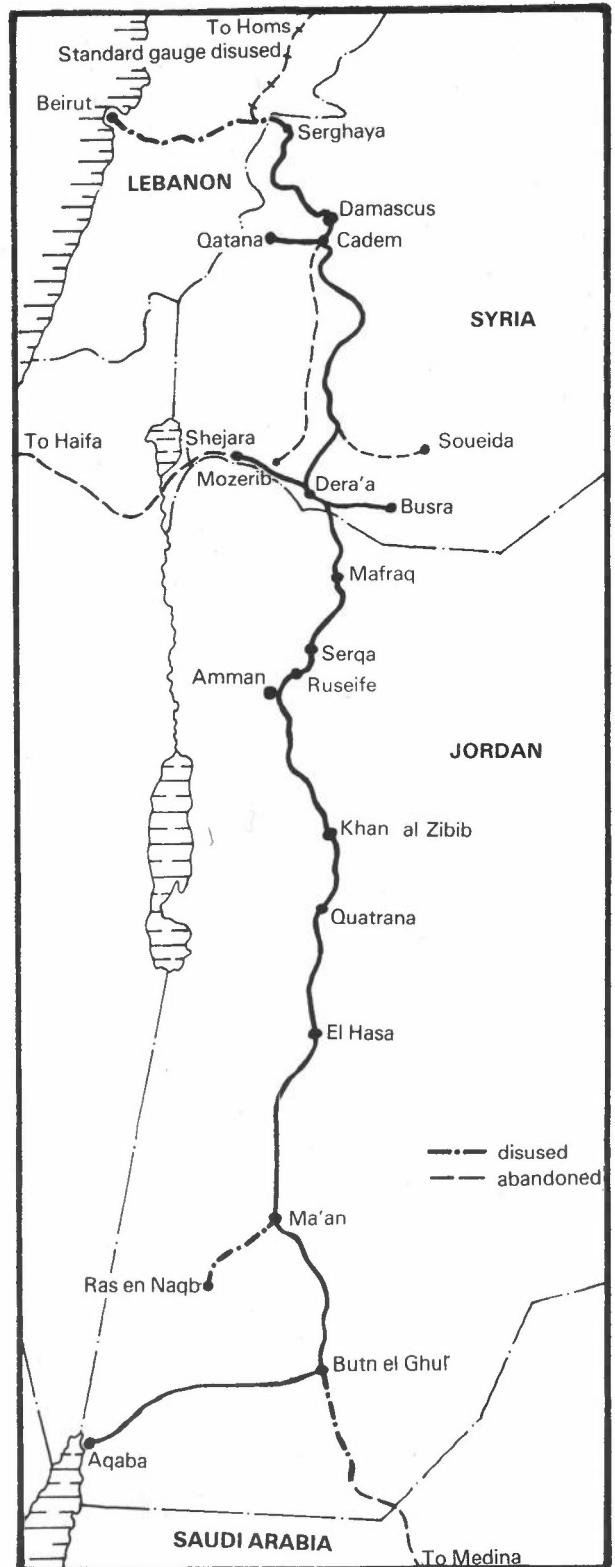 To Homs
Standard gauge disused
Beirut
Serghaya
LEBANON
Damascus
Qatana
Cadem
SYRIA
To Haifa
Shejara
Soueida
Mozerib
Dera'a
Busra
Mafraq
Serqa
Amman
Ruseife
JORDAN
Khan al Zibib
Quatrana
El Hasa
disused
abandoned
Ma'an
Ras en Naqb
Butn el Ghul
Aqaba
SAUDI ARABIA
To Medina